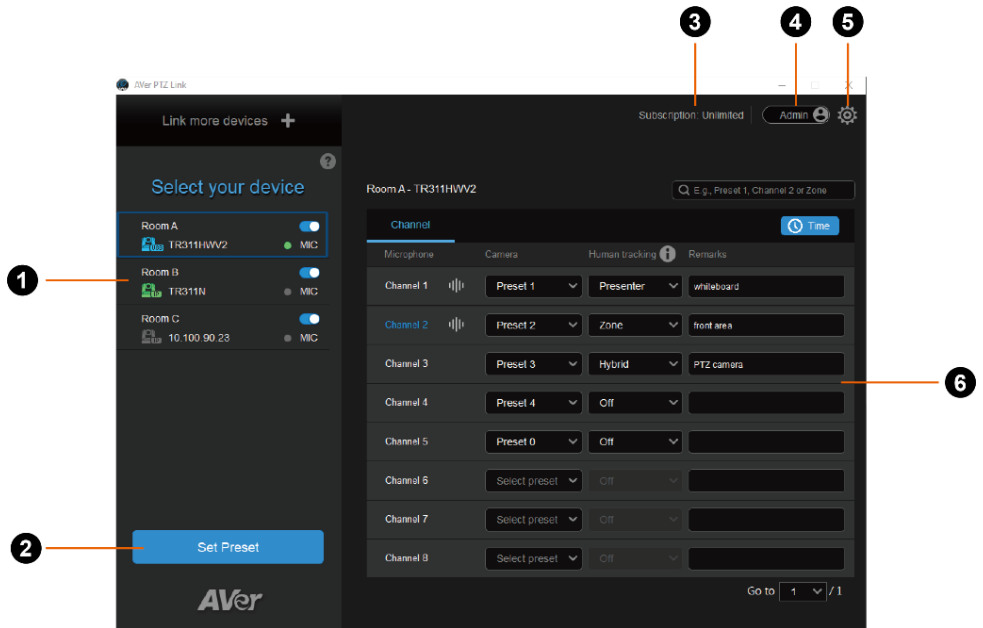 3 4 5
AVer PTZ Link
Link more devices +
Subscription: Unlimited Admin
?
Select your device
Room A - TR311HWV2
E.g., Preset 1, Channel 2 or Zone
Room A
TR311HWV2 MIC
Channel Time
Microphone Camera Human tracking i Remarks
1
Room B
TR311N MIC
Channel 1 Preset 1 Presenter whiteboard
Room C
10.100.90.23 MIC
Channel 2 Preset 2 Zone front area
Channel 3 Preset 3 Hybrid PTZ camera
6
Channel 4 Preset 4 Off
Channel 5 Preset 0 Off
Channel 6 Select preset Off
Channel 7 Select preset Off
2
Set Preset
Channel 8 Select preset Off
Go to 1 / 1
AVer